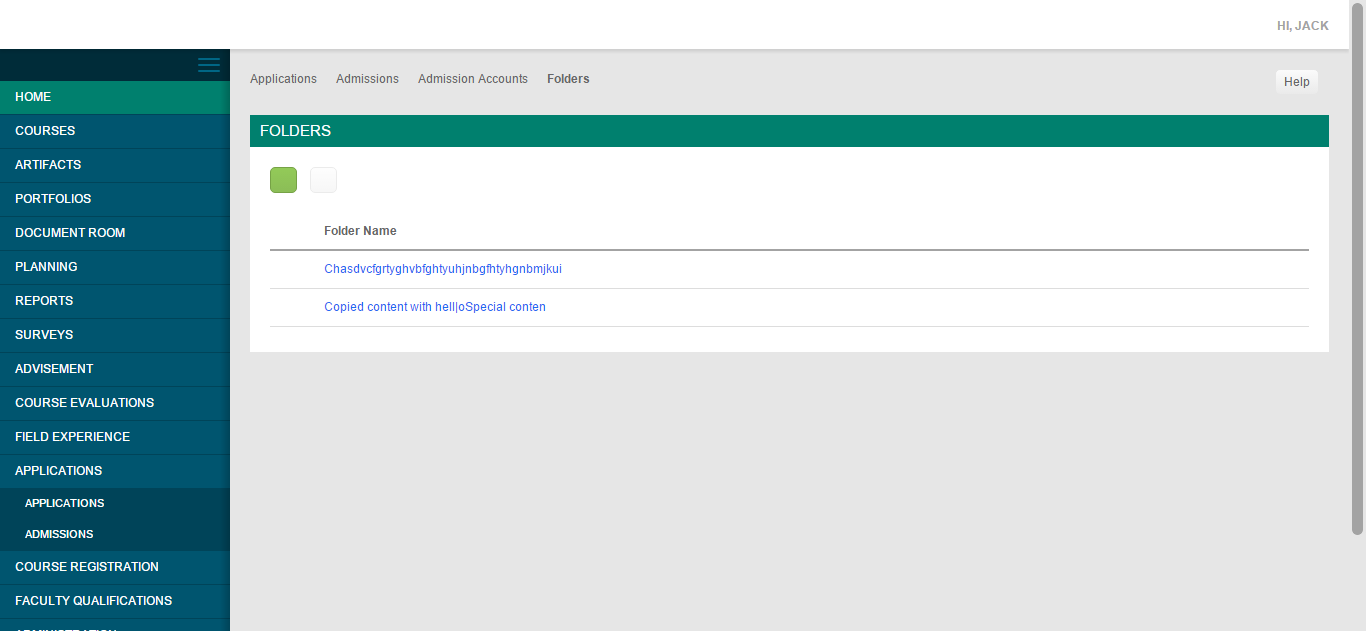 HI, JACK
HOME
COURSES
ARTIFACTS
PORTFOLIOS
DOCUMENT ROOM
PLANNING
REPORTS
SURVEYS
ADVISEMENT
COURSE EVALUATIONS
FIELD EXPERIENCE
APPLICATIONS
APPLICATIONS
ADMISSIONS
COURSE REGISTRATION
FACULTY QUALIFICATIONS
Applications Admissions Admission Accounts Folders
Help
FOLDERS
Folder Name
Chasdvcfgrtyghvbfghtyuhjnbgfhtyhgnbmjkui
Copied content with hell|oSpecial conten